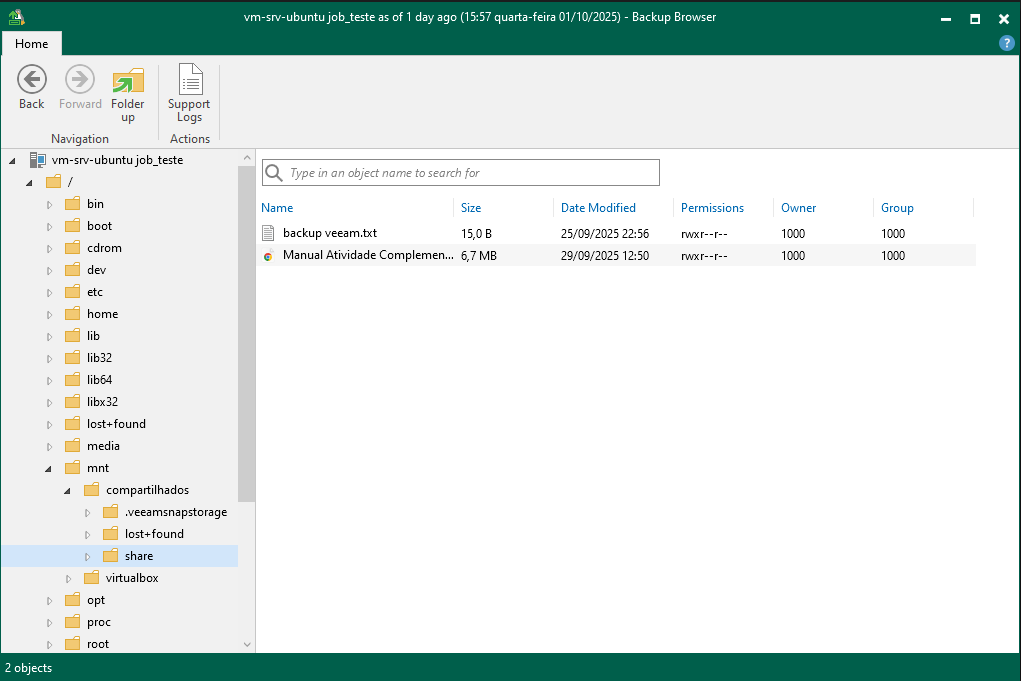 vm-srv-ubuntu job_teste as of 1 day ago (15:57 quarta-feira 01/10/2025) - Backup Browser
Home
?
Back
Forward
Folder up
Support Logs
Navigation
Actions
vm-srv-ubuntu job_teste
/
bin
boot
cdrom
dev
etc
home
lib
lib32
lib64
libx32
lost+found
media
mnt
compartilhados
.veeamsnapstorage
lost+found
share
virtualbox
opt
proc
root
Type in an object name to search for
Name Size Date Modified Permissions Owner Group
backup veeam.txt 15,0 B 25/09/2025 22:56 rwxr--r-- 1000 1000
Manual Atividade Complemen... 6,7 MB 29/09/2025 12:50 rwxr--r-- 1000 1000
2 objects